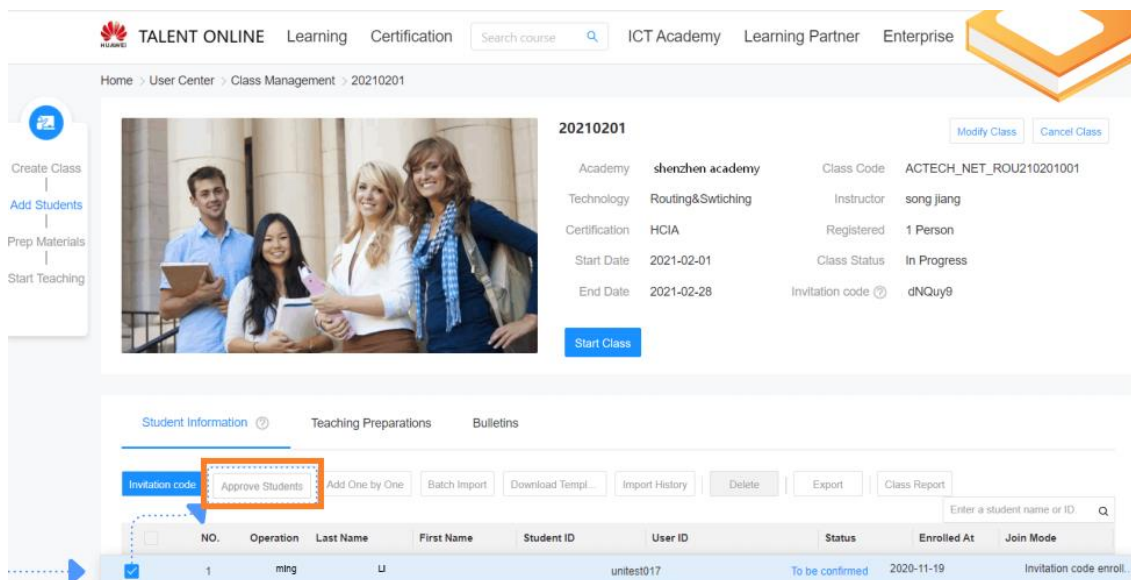 HUAWEI TALENT ONLINE Learning Certification Search course ICT Academy Learning Partner Enterprise
Home > User Center > Class Management > 20210201
Create Class
Add Students
Prep Materials
Start Teaching
20210201 Modify Class Cancel Class
Academy shenzhen academy Class Code ACTECH_NET_ROU210201001
Technology Routing&Swtiching Instructor song jiang
Certification HCIA Registered 1 Person
Start Date 2021-02-01 Class Status In Progress
End Date 2021-02-28 Invitation code ? dNQuy9
Start Class
Student Information ? Teaching Preparations Bulletins
Invitation code Approve Students Add One by One Batch Import Download Templ... Import History Delete Export Class Report
Enter a student name or ID
NO. Operation Last Name First Name Student ID User ID Status Enrolled At Join Mode
1 ming LI unitest017 To be confirmed 2020-11-19 Invitation code enroll..